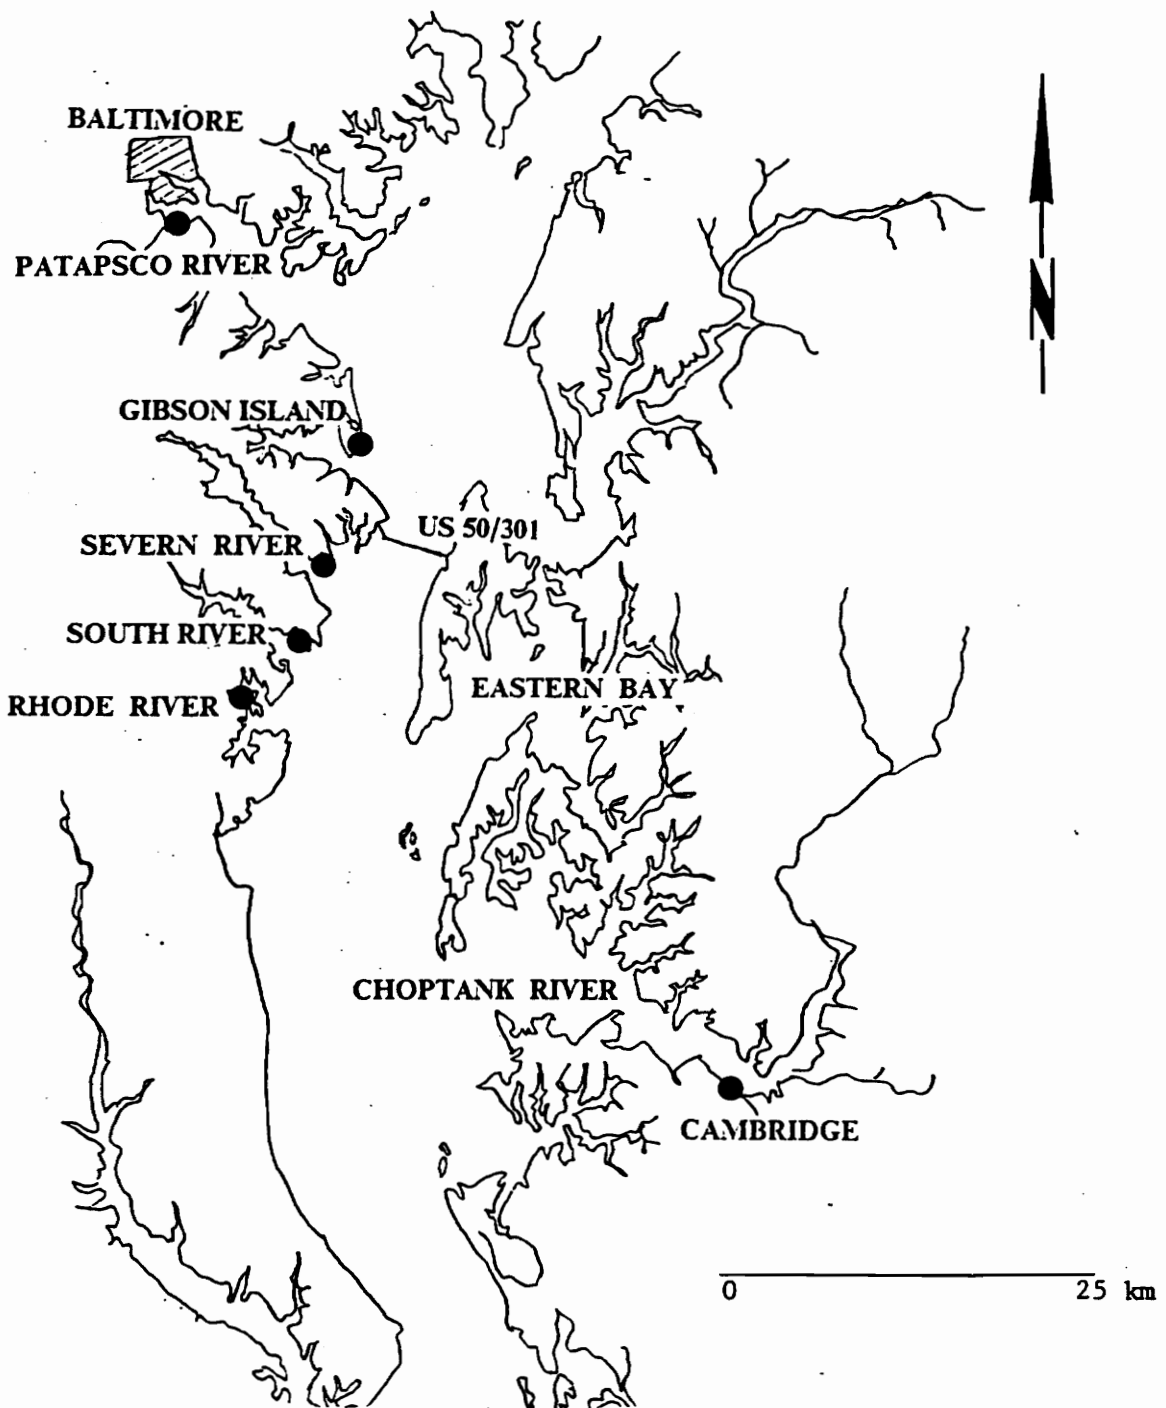 BALTIMORE
PATAPSCO RIVER
N
GIBSON ISLAND
US 50/301
SEVERN RIVER
SOUTH RIVER
EASTERN BAY
RHODE RIVER
CHOPTANK RIVER
CAMBRIDGE
0 25 km